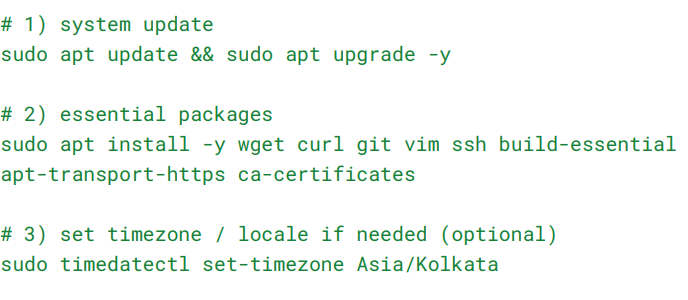 # 1) system update
sudo apt update && sudo apt upgrade -y
# 2) essential packages
sudo apt install -y wget curl git vim ssh build-essential
apt-transport-https ca-certificates
# 3) set timezone / locale if needed (optional)
sudo timedatectl set-timezone Asia/Kolkata